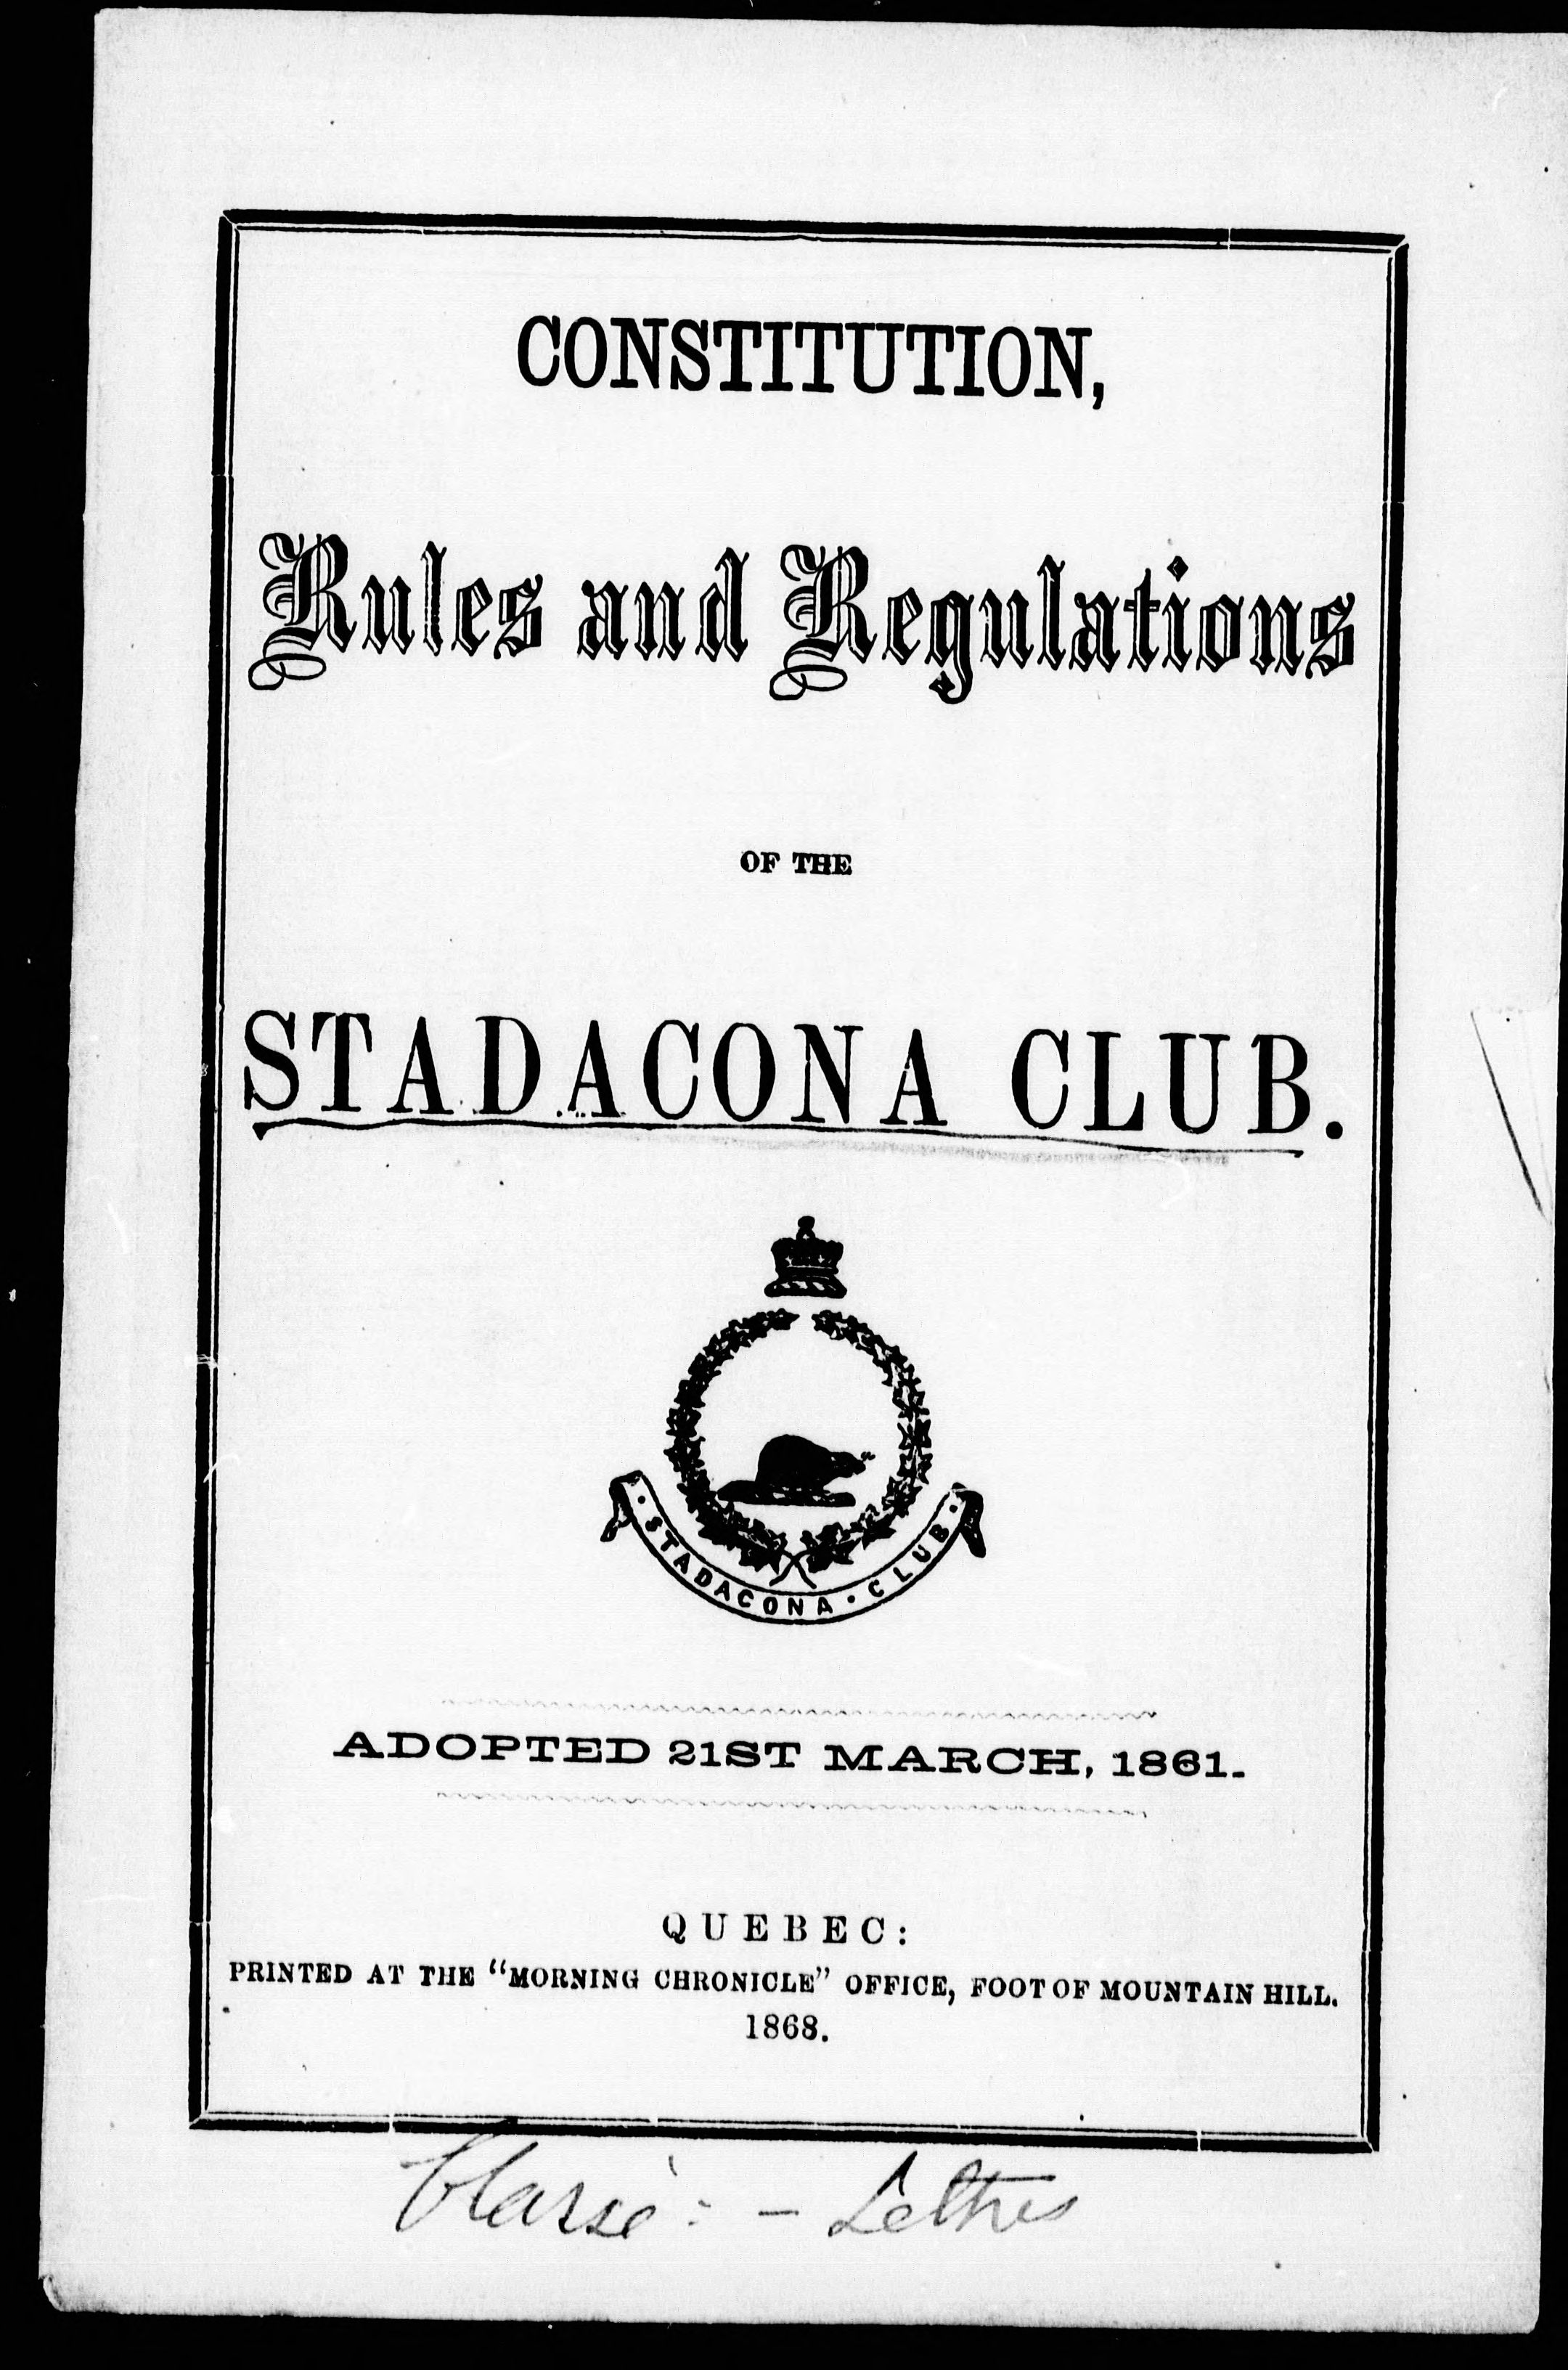 CONSTITUTION,
Rules and Regulations
OF THE
STADACONA CLUB.
· STADACONA · CLUB ·
ADOPTED 21ST MARCH, 1861.
QUEBEC:
PRINTED AT THE "MORNING CHRONICLE" OFFICE, FOOT OF MOUNTAIN HILL.
1868.
Classé: - Lettres